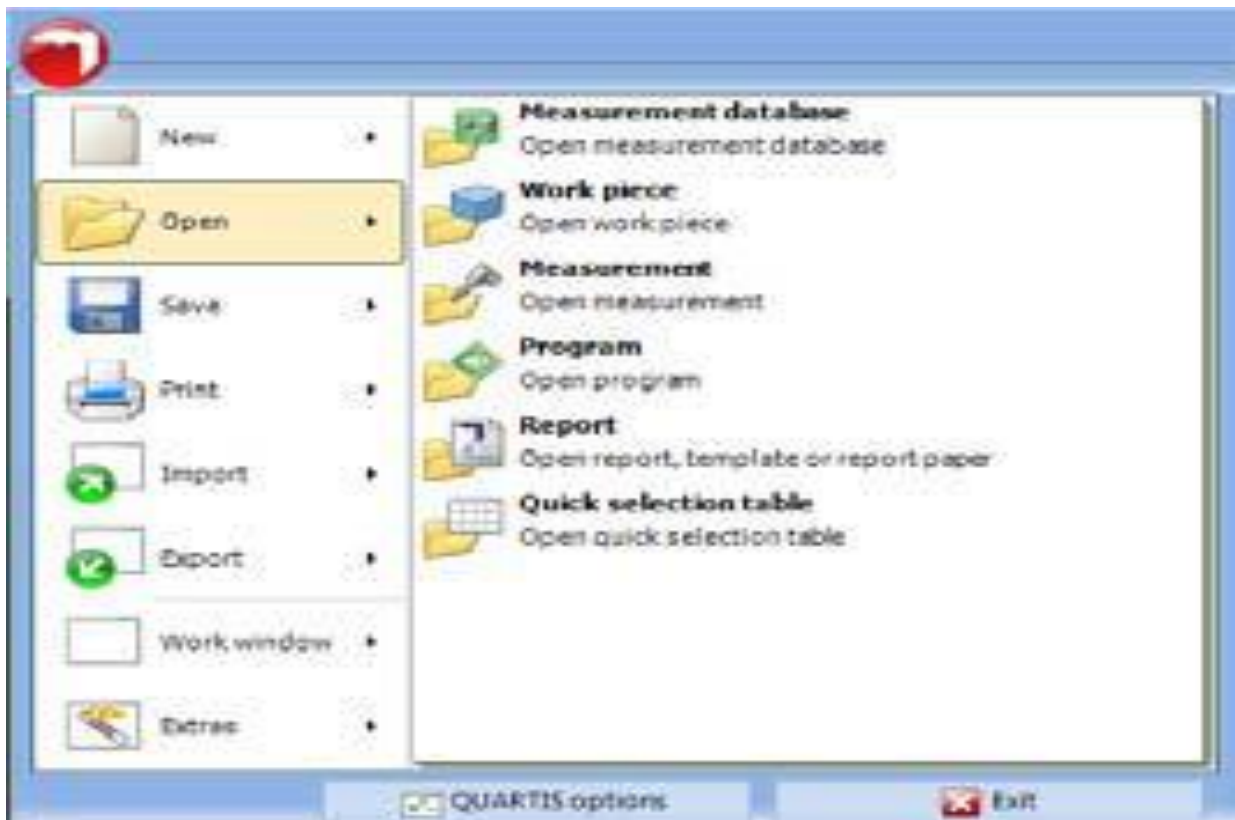 New
Open
Save
Print
Import
Export
Work window
Extras
Measurement database
Open measurement database
Work piece
Open work piece
Measurement
Open measurement
Program
Open program
Report
Open report, template or report paper
Quick selection table
Open quick selection table
QUARTIS options
Exit